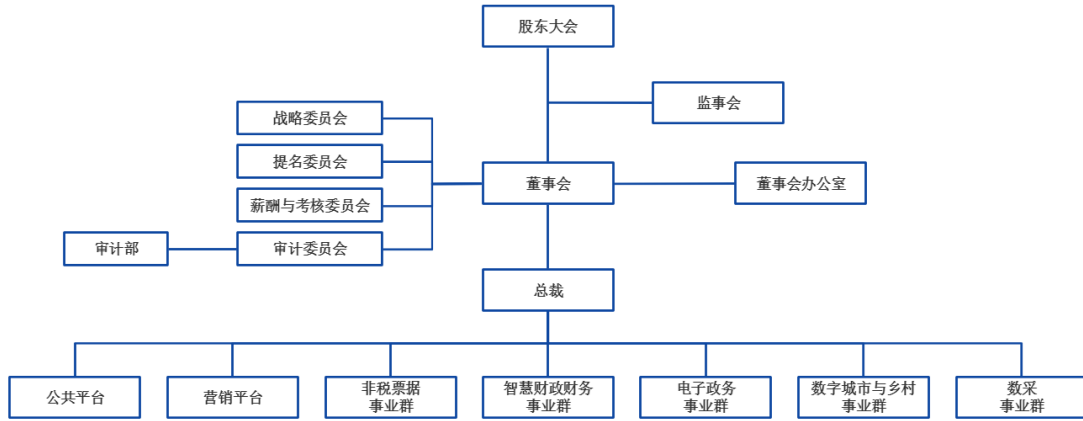 股东大会
监事会
战略委员会
提名委员会
董事会
董事会办公室
薪酬与考核委员会
审计部
审计委员会
总裁
公共平台
营销平台
非税票据
事业群
智慧财政财务
事业群
电子政务
事业群
数字城市与乡村
事业群
数采
事业群